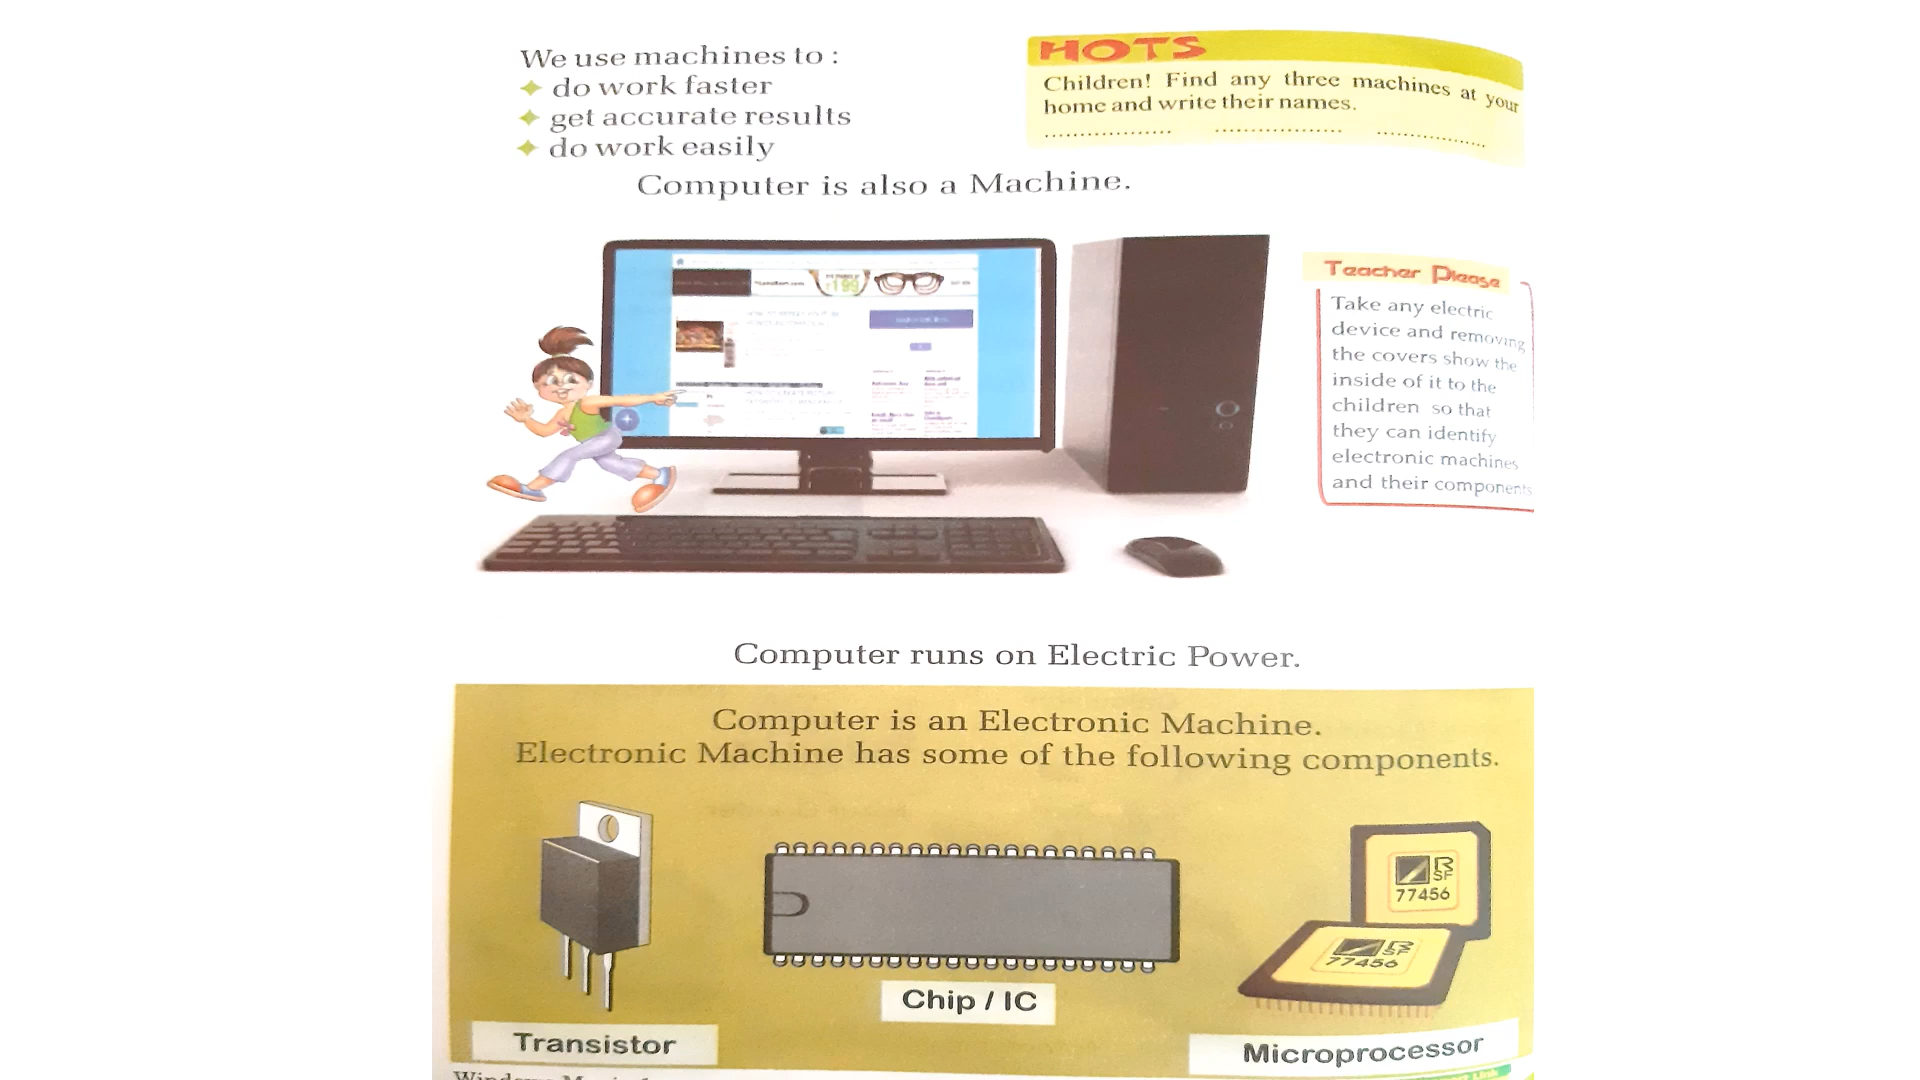 We use machines to :
do work faster
get accurate results
do work easily
HOTS
Children! Find any three machines at your
home and write their names.
Computer is also a Machine.
199
Teacher Please
Take any electric
device and removing
the covers show the
inside of it to the
children so that
they can identify
electronic machines
and their components
Computer runs on Electric Power.
Computer is an Electronic Machine.
Electronic Machine has some of the following components.
R
SF
77456
R
SF
77456
Chip / IC
Transistor
Microprocessor